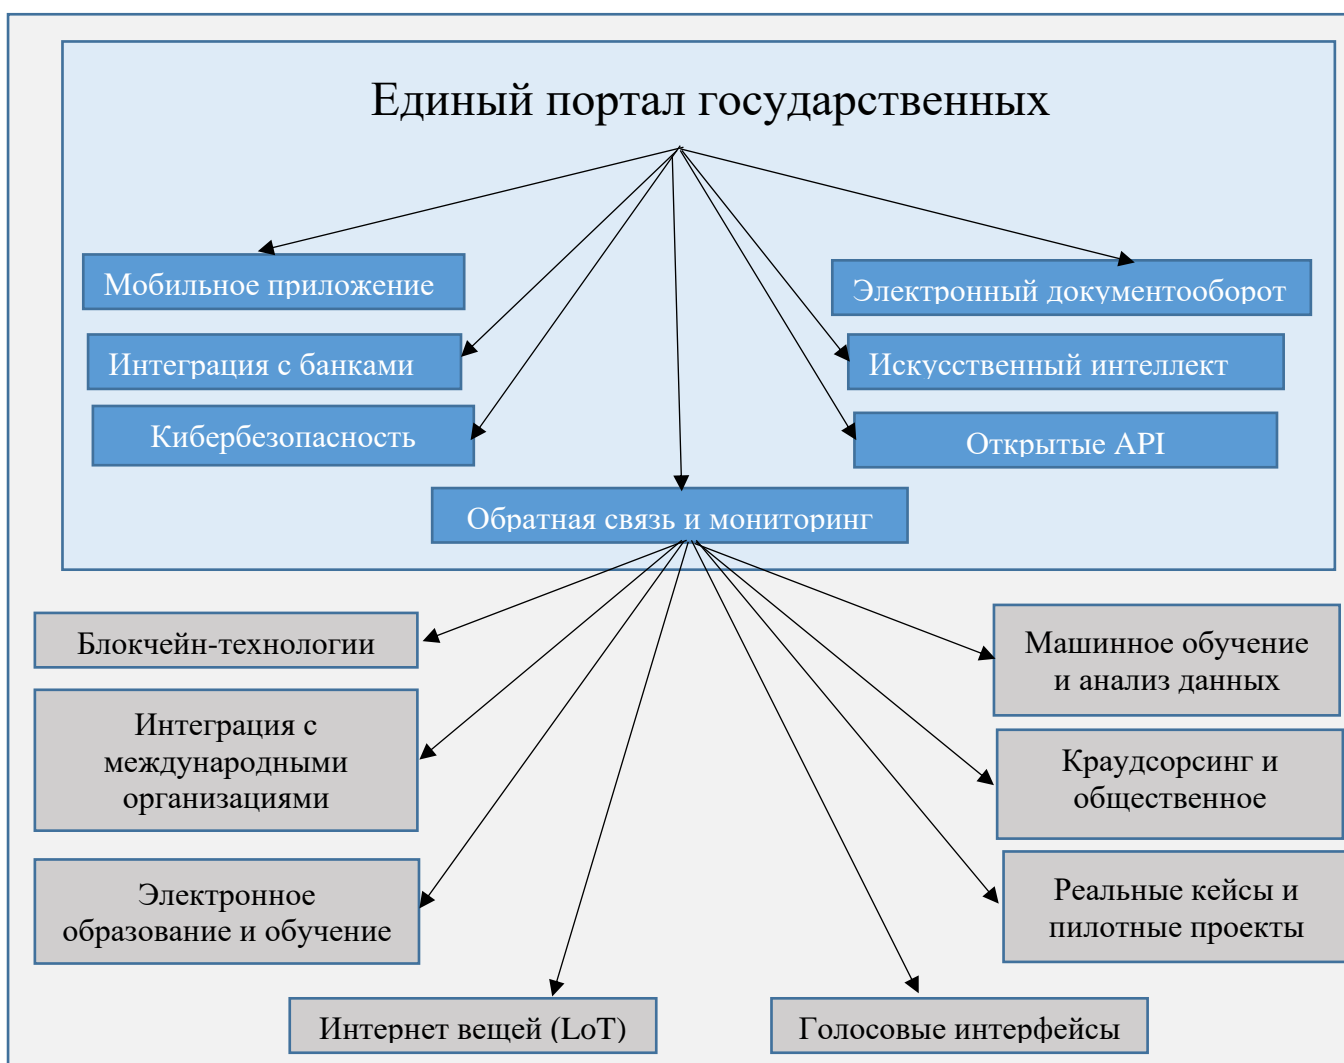 Единый портал государственных
Мобильное приложение
Электронный документооборот
Интеграция с банками
Искусственный интеллект
Кибербезопасность
Открытые API
Обратная связь и мониторинг
Блокчейн-технологии
Машинное обучение
и анализ данных
Интеграция с
международными
организациями
Краудсорсинг и
общественное
Электронное
образование и обучение
Реальные кейсы и
пилотные проекты
Интернет вещей (LoT)
Голосовые интерфейсы